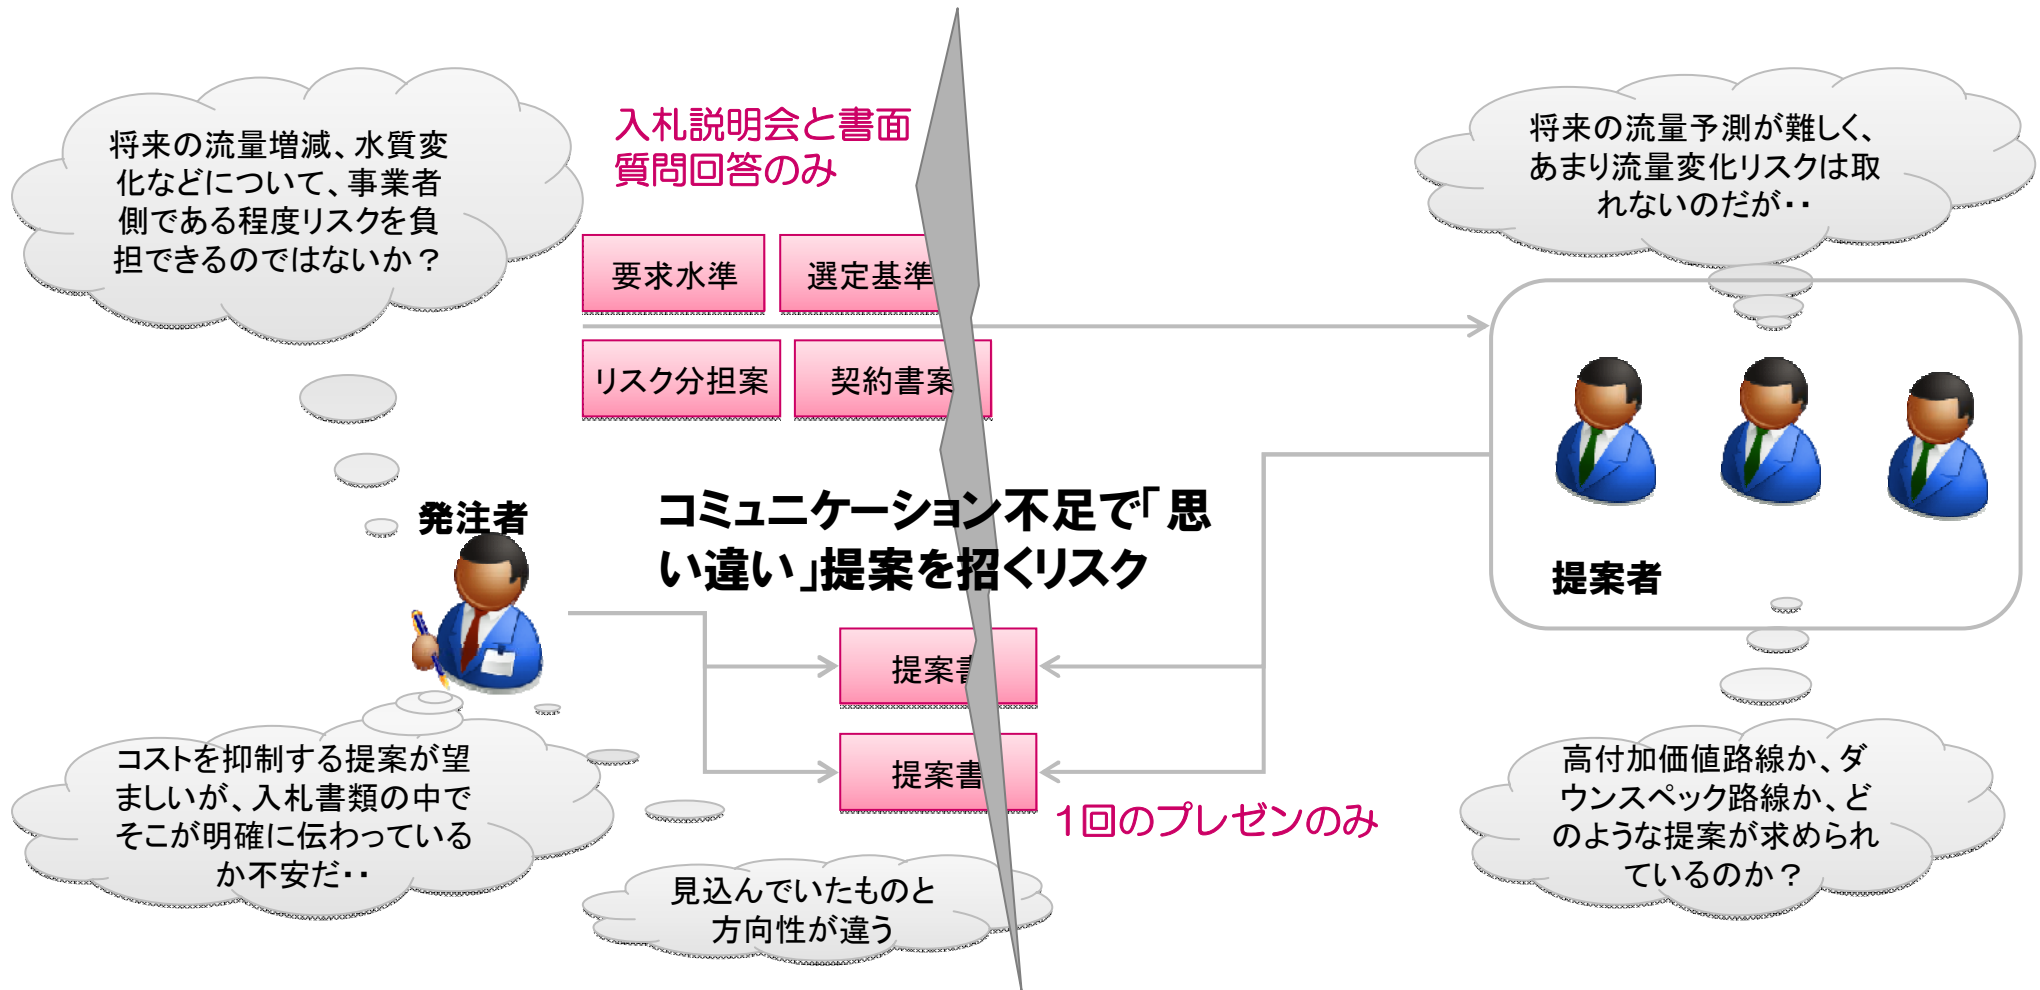 将来の流量増減、水質変
化などについて、事業者
側である程度リスクを負
担できるのではないか？
入札説明会と書面
質問回答のみ
要求水準
選定基準
リスク分担案
契約書案
将来の流量予測が難しく、
あまり流量変化リスクは取
れないのだが・・
発注者
コミュニケーション不足で「思
い違い」提案を招くリスク
提案者
提案書
提案書
1回のプレゼンのみ
コストを抑制する提案が望
ましいが、入札書類の中で
そこが明確に伝わっている
か不安だ・・
見込んでいたものと
方向性が違う
高付加価値路線か、ダ
ウンスペック路線か、ど
のような提案が求められ
ているのか？